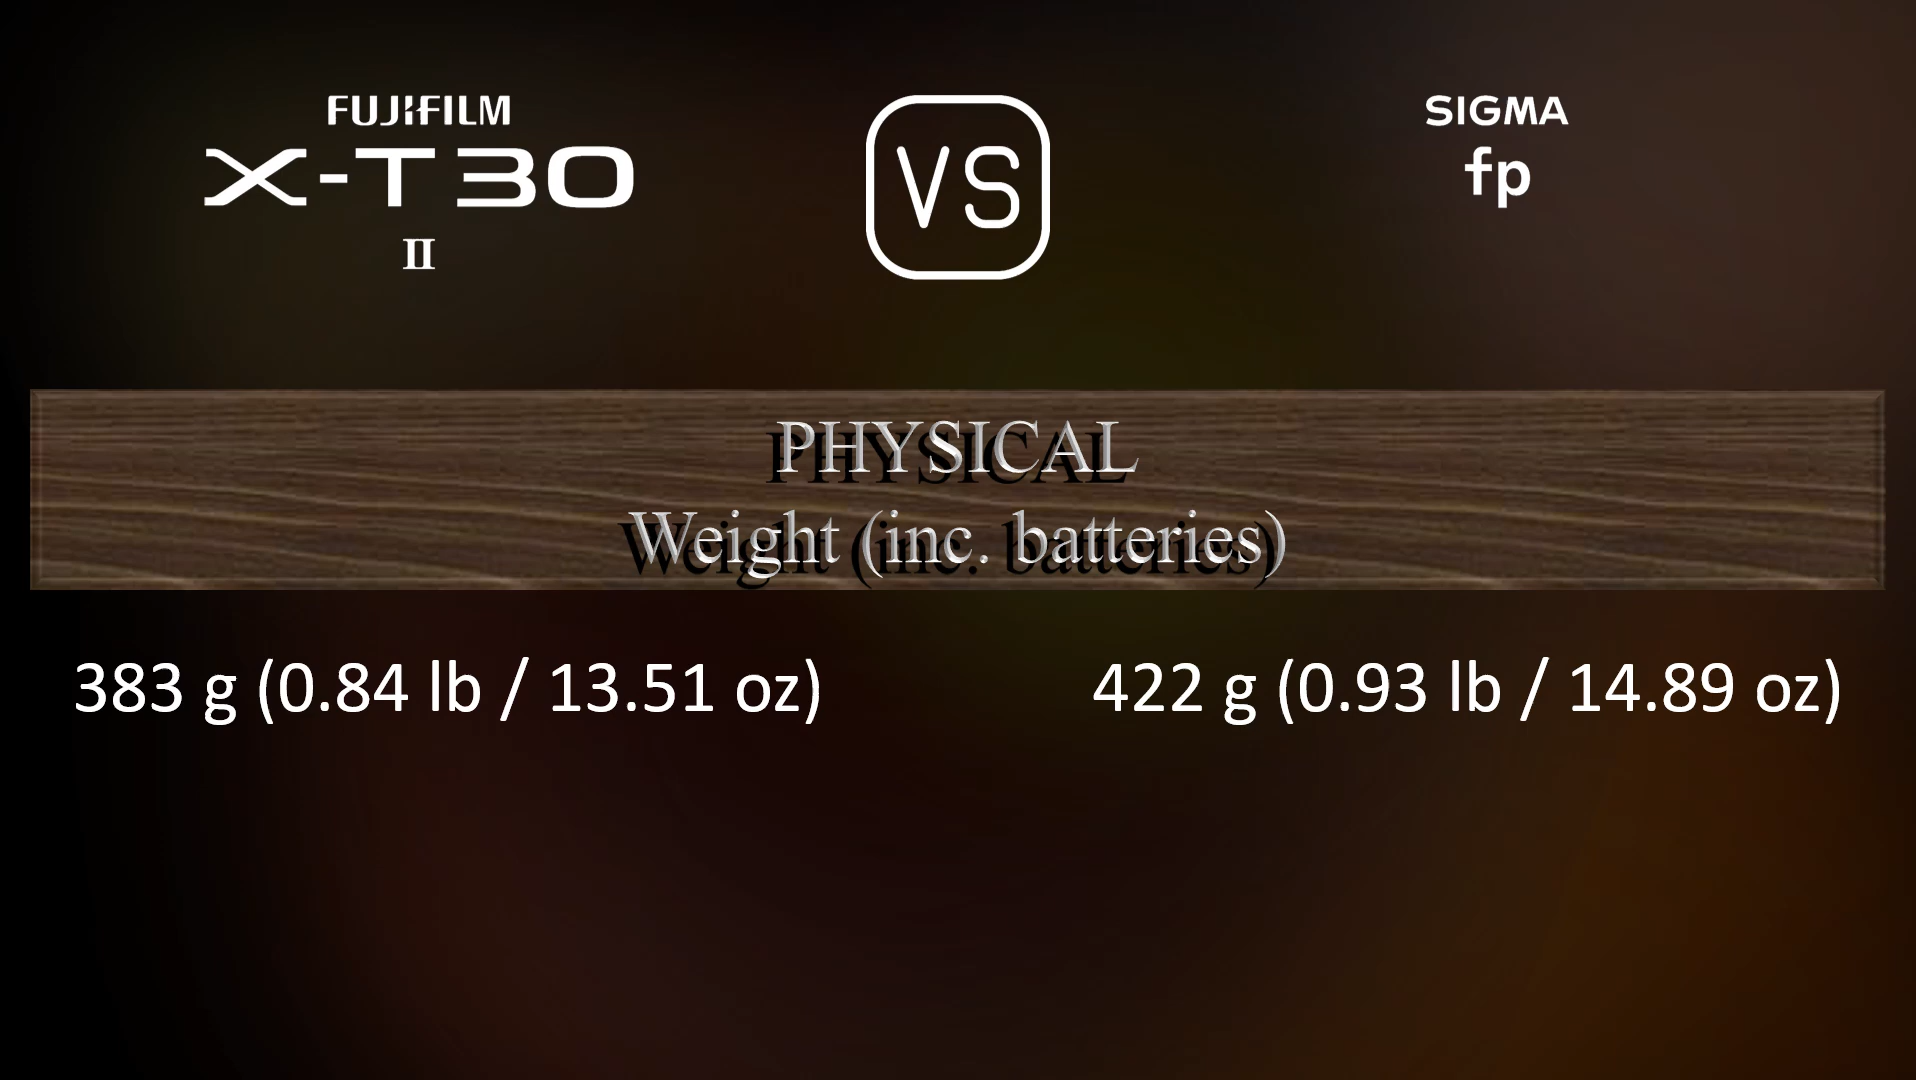 FUJIFILM
X-T30
II
VS
SIGMA
fp
PHYSICAL
Weight (inc. batteries)
383 g (0.84 lb / 13.51 oz)
422 g (0.93 lb / 14.89 oz)